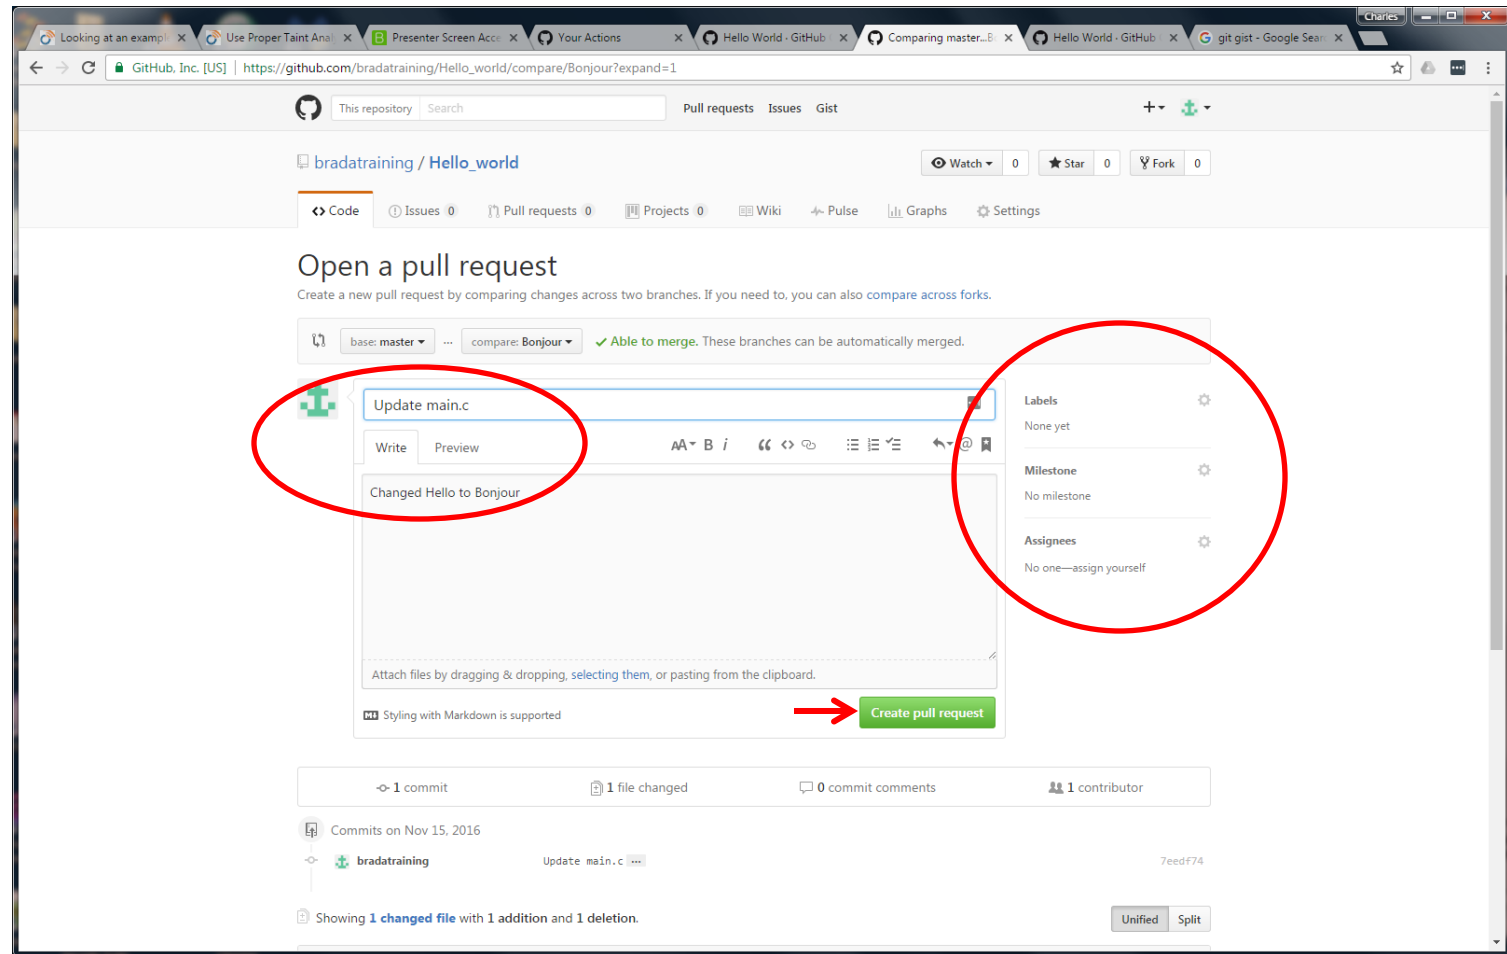 Charles
Looking at an exampl
Use Proper Taint Anal
Presenter Screen Acce
Your Actions
Hello World · GitHub
Comparing master...B
Hello World · GitHub
git gist - Google Searc
GitHub, Inc. [US] https://github.com/bradatraining/Hello_world/compare/Bonjour?expand=1
This repository Search Pull requests Issues Gist
bradatraining / Hello_world
Watch 0 Star 0 Fork 0
Code Issues 0 Pull requests 0 Projects 0 Wiki Pulse Graphs Settings
Open a pull request
Create a new pull request by comparing changes across two branches. If you need to, you can also compare across forks.
base: master ... compare: Bonjour Able to merge. These branches can be automatically merged.
Update main.c
Write Preview
AA B i
Changed Hello to Bonjour
Attach files by dragging & dropping, selecting them, or pasting from the clipboard.
Styling with Markdown is supported
Create pull request
Labels
None yet
Milestone
No milestone
Assignees
No one—assign yourself
1 commit 1 file changed 0 commit comments 1 contributor
Commits on Nov 15, 2016
bradatraining Update main.c ... 7eedf74
Showing 1 changed file with 1 addition and 1 deletion.
Unified Split